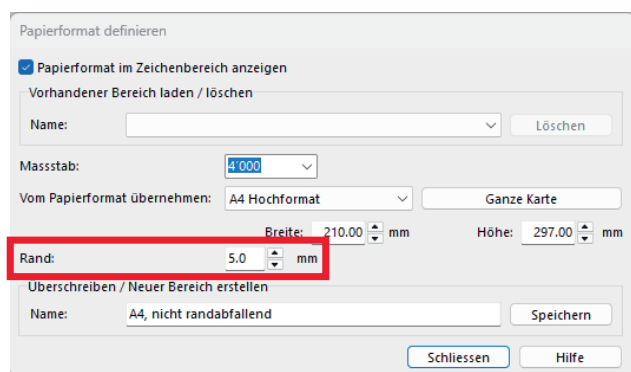 Papierformat definieren
Papierformat im Zeichenbereich anzeigen
Vorhandener Bereich laden / löschen
Name: Löschen
Massstab: 4'000
Vom Papierformat übernehmen: A4 Hochformat Ganze Karte
Breite: 210.00 mm Höhe: 297.00 mm
Rand: 5.0 mm
Überschreiben / Neuer Bereich erstellen
Name: A4, nicht randabfallend Speichern
Schliessen Hilfe